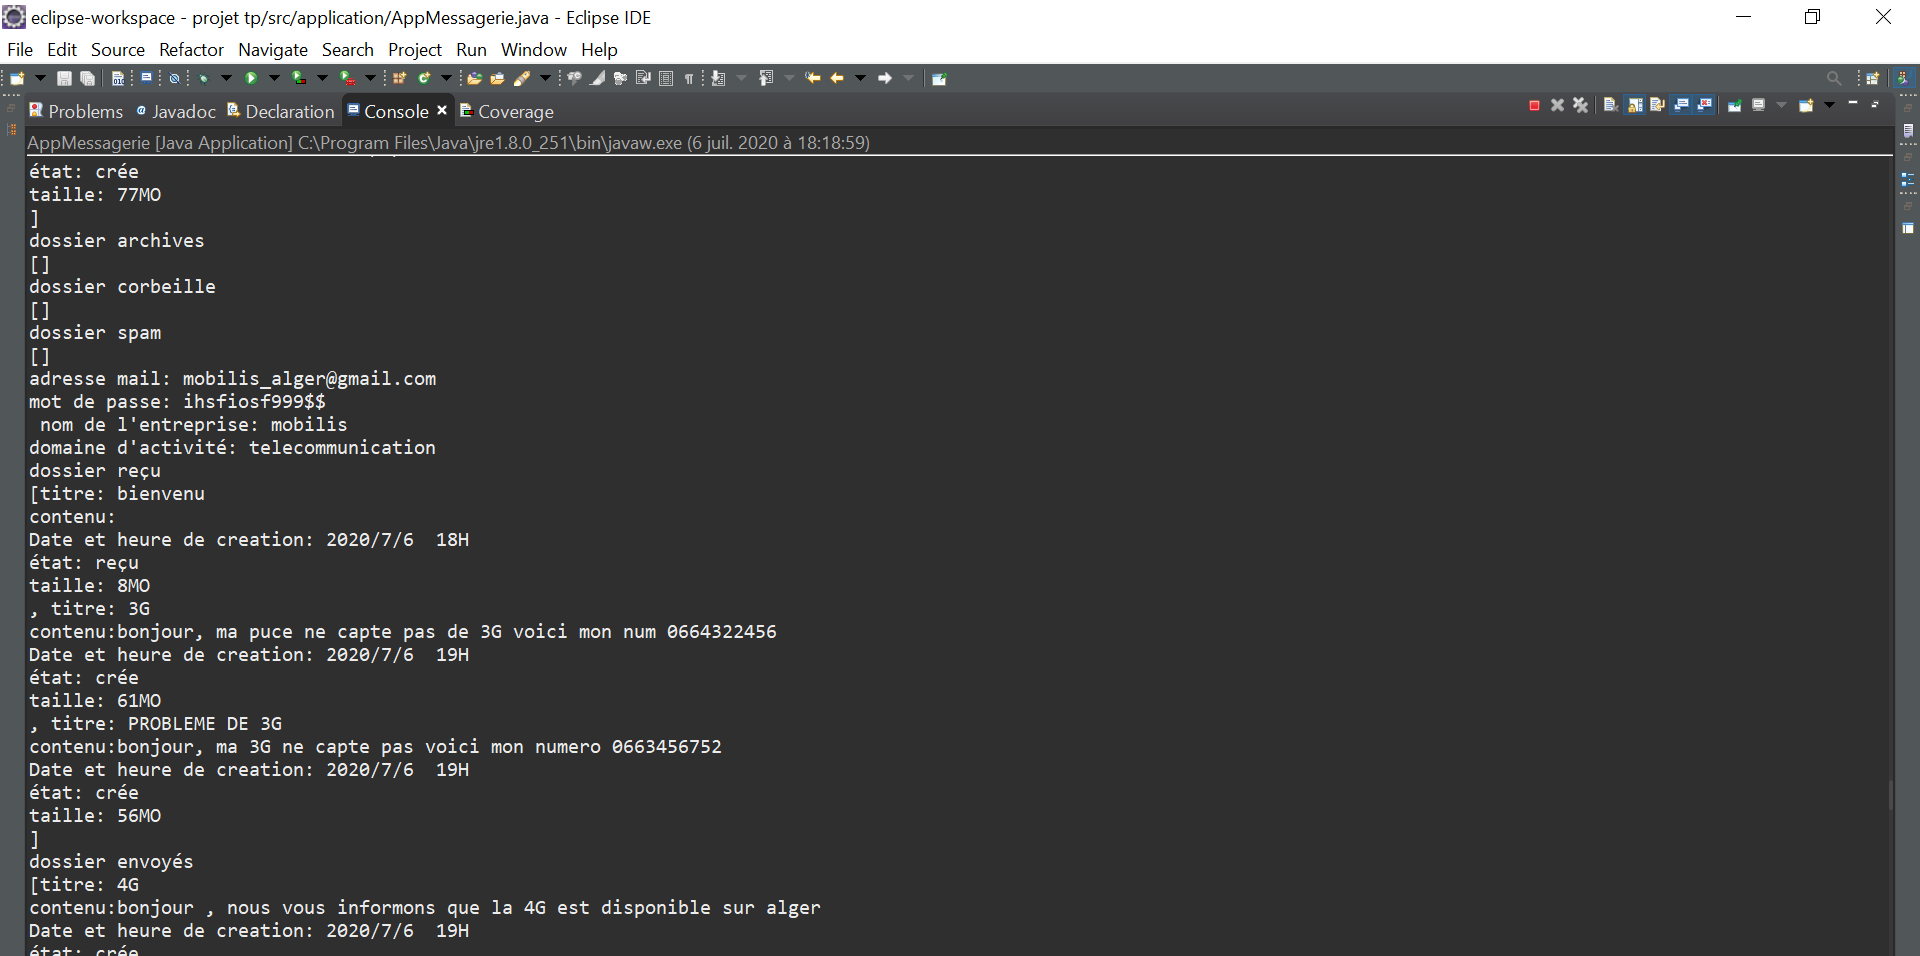 eclipse-workspace - projet tp/src/application/AppMessagerie.java - Eclipse IDE
File Edit Source Refactor Navigate Search Project Run Window Help
Problems Javadoc Declaration Console Coverage
AppMessagerie [Java Application] C:\Program Files\Java\jre1.8.0_251\bin\javaw.exe (6 juil. 2020 à 18:18:59)
état: crée
taille: 77MO
]
dossier archives
[]
dossier corbeille
[]
dossier spam
[]
adresse mail: mobilis_alger@gmail.com
mot de passe: ihsfiosf999$$
nom de l'entreprise: mobilis
domaine d'activité: telecommunication
dossier reçu
[titre: bienvenu
contenu:
Date et heure de creation: 2020/7/6  18H
état: reçu
taille: 8MO
, titre: 3G
contenu:bonjour, ma puce ne capte pas de 3G voici mon num 0664322456
Date et heure de creation: 2020/7/6  19H
état: crée
taille: 61MO
, titre: PROBLEME DE 3G
contenu:bonjour, ma 3G ne capte pas voici mon numero 0663456752
Date et heure de creation: 2020/7/6  19H
état: crée
taille: 56MO
]
dossier envoyés
[titre: 4G
contenu:bonjour , nous vous informons que la 4G est disponible sur alger
Date et heure de creation: 2020/7/6  19H
état: crée